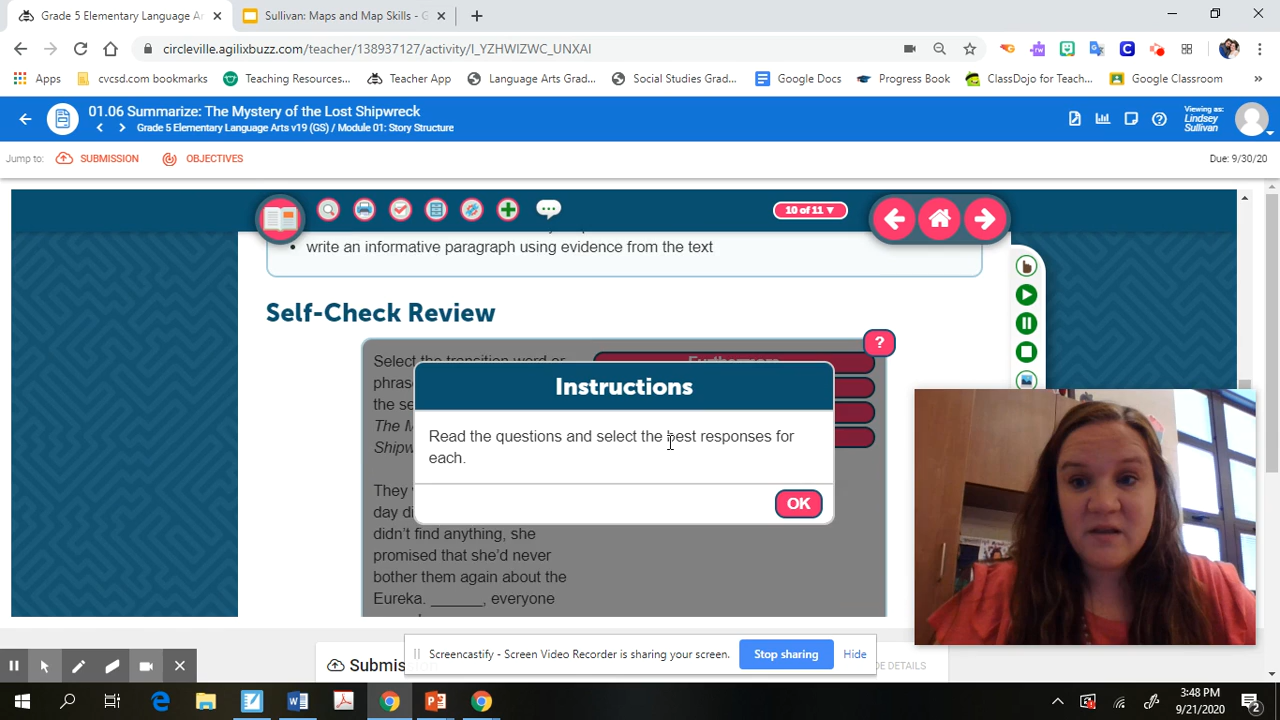 Grade 5 Elementary Language Ar
Sullivan: Maps and Map Skills - G
circleville.agilixbuzz.com/teacher/138937127/activity/I_YZHWIZWC_UNXAI
Apps
cvcsd.com bookmarks
Teaching Resources...
Teacher App
Language Arts Grad...
Social Studies Grad...
Google Docs
Progress Book
ClassDojo for Teach...
Google Classroom
»
01.06 Summarize: The Mystery of the Lost Shipwreck
Grade 5 Elementary Language Arts v19 (GS) / Module 01: Story Structure
Viewing as:
Lindsey
Sullivan
Jump to:
SUBMISSION
OBJECTIVES
Due: 9/30/20
10 of 11 ▼
• write an informative paragraph using evidence from the text
Self-Check Review
?
Select the transition word or
Furthermore
phras
the se
The M
Shipw
Instructions
Read the questions and select the best responses for
each.
OK
They
day di
didn't find anything, she
promised that she'd never
bother them again about the
Eureka. ______, everyone
Submiss
DE DETAILS
Screencastify - Screen Video Recorder is sharing your screen.
Stop sharing
Hide
3:48 PM
9/21/2020
2